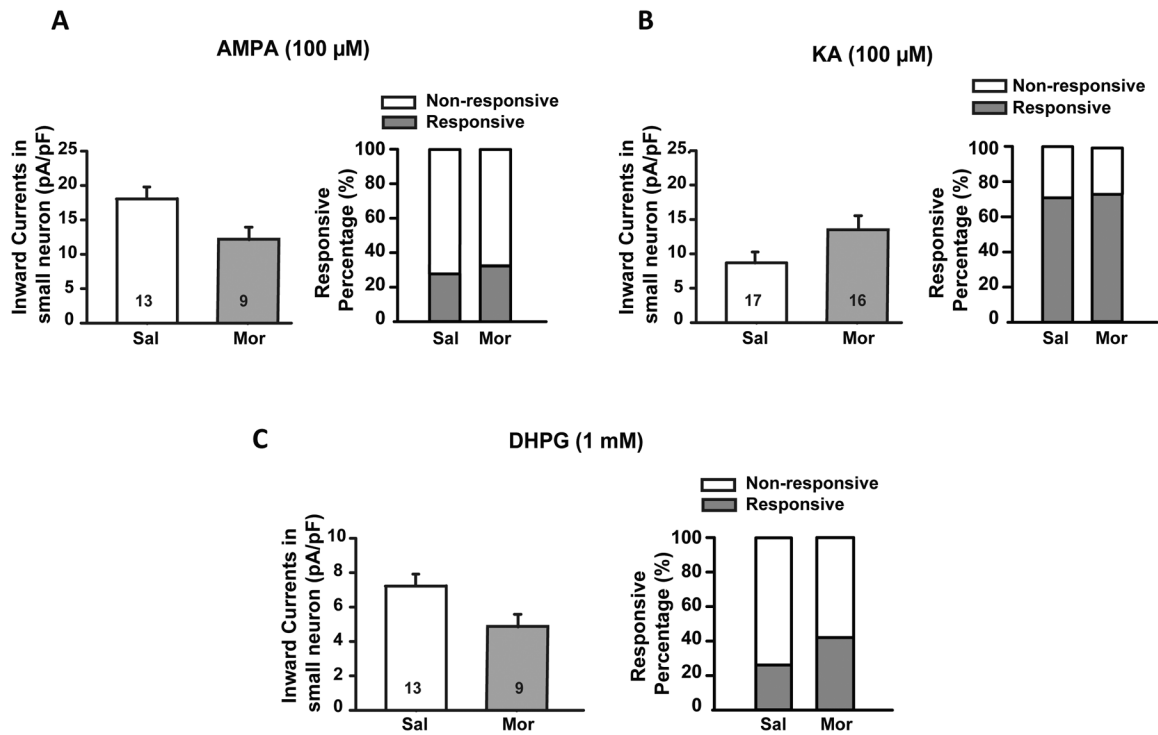 A
AMPA (100 µM)
Inward Currents in
small neuron (pA/pF)
25
20
15
10
5
0
13
9
Sal
Mor
Non-responsive
Responsive
Responsive
Percentage (%)
100
80
60
40
20
0
Sal
Mor
B
KA (100 µM)
Inward Currents in
small neuron (pA/pF)
25
20
15
10
5
0
17
16
Sal
Mor
Non-responsive
Responsive
Responsive
Percentage (%)
100
80
60
40
20
0
Sal
Mor
C
DHPG (1 mM)
Inward Currents in
small neuron (pA/pF)
8
6
4
2
0
13
9
Sal
Mor
Non-responsive
Responsive
Responsive
Percentage (%)
100
80
60
40
20
0
Sal
Mor